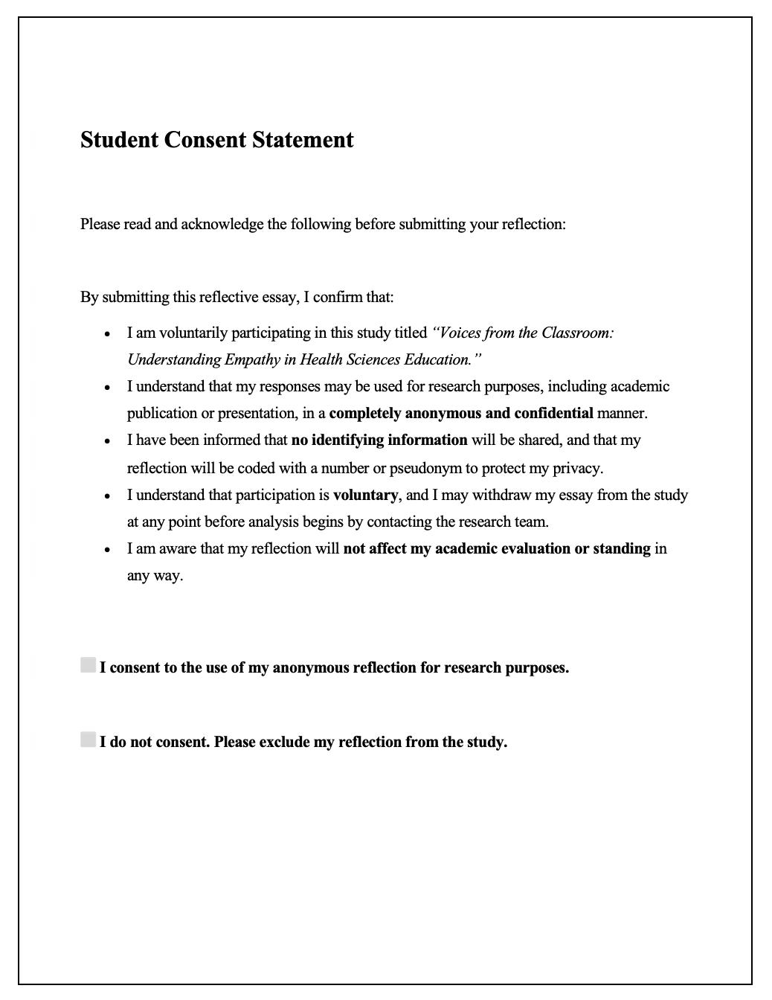 Student Consent Statement
Please read and acknowledge the following before submitting your reflection:
By submitting this reflective essay, I confirm that:
• I am voluntarily participating in this study titled “Voices from the Classroom:
Understanding Empathy in Health Sciences Education.”
• I understand that my responses may be used for research purposes, including academic
publication or presentation, in a completely anonymous and confidential manner.
• I have been informed that no identifying information will be shared, and that my
reflection will be coded with a number or pseudonym to protect my privacy.
• I understand that participation is voluntary, and I may withdraw my essay from the study
at any point before analysis begins by contacting the research team.
• I am aware that my reflection will not affect my academic evaluation or standing in
any way.
I consent to the use of my anonymous reflection for research purposes.
I do not consent. Please exclude my reflection from the study.